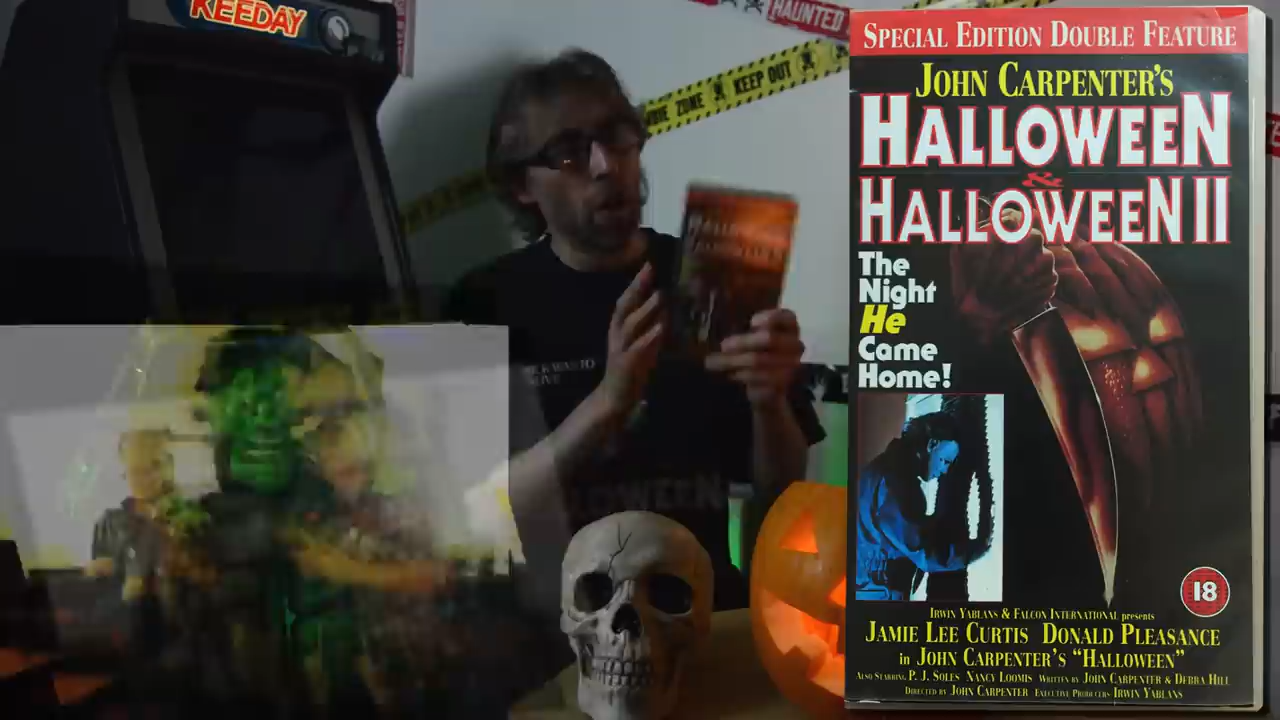 KEEDAY
HAUNTED
ZONE KEEP OUT
SPECIAL EDITION DOUBLE FEATURE
JOHN CARPENTER'S
HALLOWEEN
&
HALLOWEEN II
The
Night
He
Came
Home!
18
IRWIN YABLANS & FALCON INTERNATIONAL presents
JAMIE LEE CURTIS DONALD PLEASANCE
in JOHN CARPENTER'S "HALLOWEEN"
ALSO STARRING P. J. SOLES NANCY LOOMIS WRITTEN BY JOHN CARPENTER & DEBRA HILL
DIRECTED BY JOHN CARPENTER EXECUTIVE PRODUCERS IRWIN YABLANS
HALLOWEEN